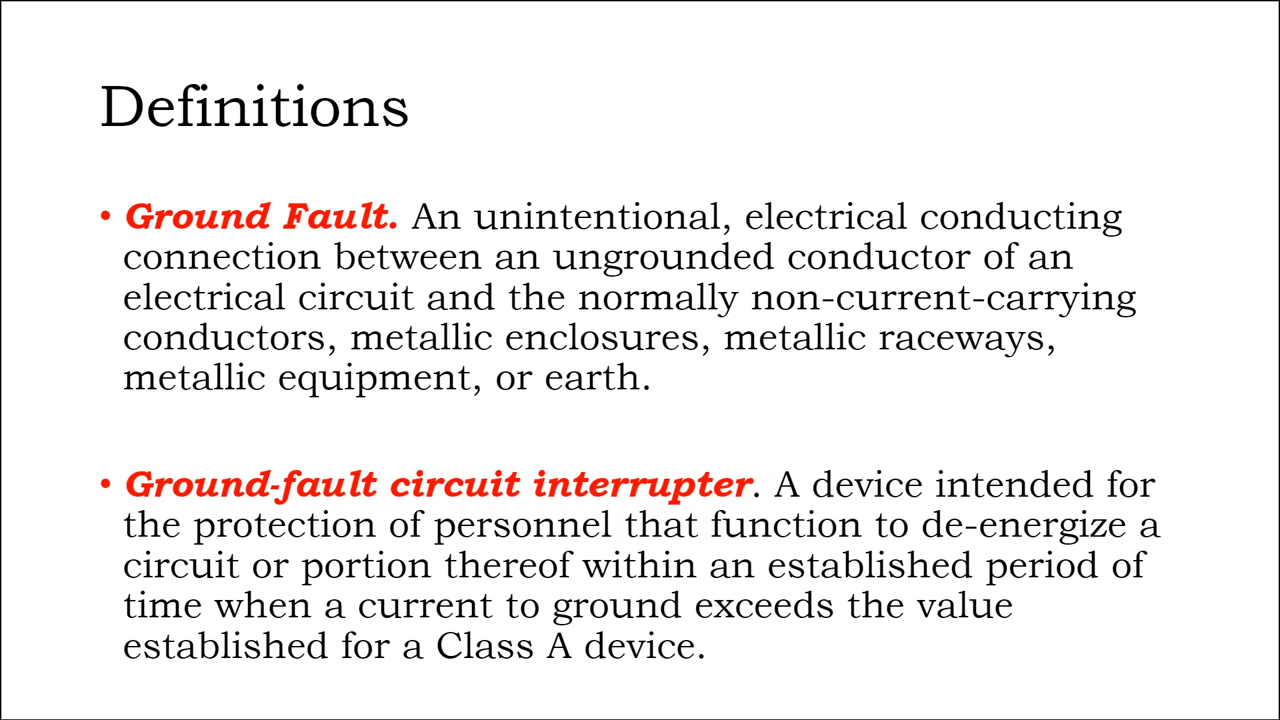 Definitions
• Ground Fault. An unintentional, electrical conducting
connection between an ungrounded conductor of an
electrical circuit and the normally non-current-carrying
conductors, metallic enclosures, metallic raceways,
metallic equipment, or earth.
• Ground-fault circuit interrupter. A device intended for
the protection of personnel that function to de-energize a
circuit or portion thereof within an established period of
time when a current to ground exceeds the value
established for a Class A device.